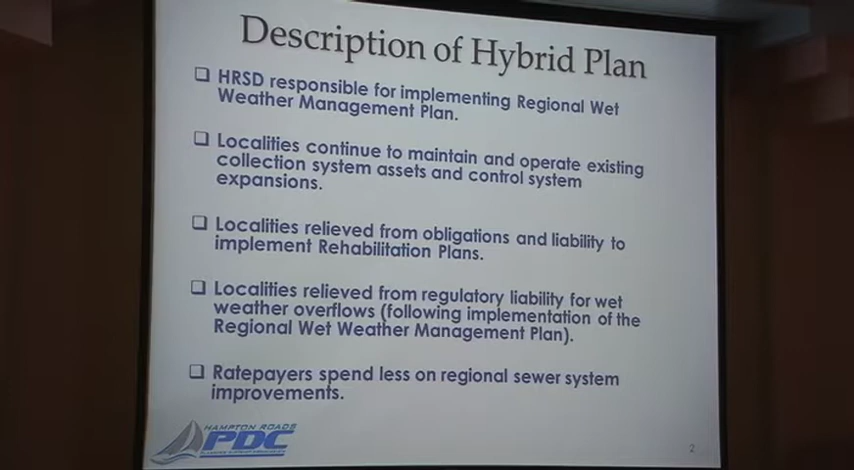 Description of Hybrid Plan
❑ HRSD responsible for implementing Regional Wet
Weather Management Plan.
❑ Localities continue to maintain and operate existing
collection system assets and control system
expansions.
❑ Localities relieved from obligations and liability to
implement Rehabilitation Plans.
❑ Localities relieved from regulatory liability for wet
weather overflows (following implementation of the
Regional Wet Weather Management Plan).
❑ Ratepayers spend less on regional sewer system
improvements.
HAMPTON ROADS
PDC
2